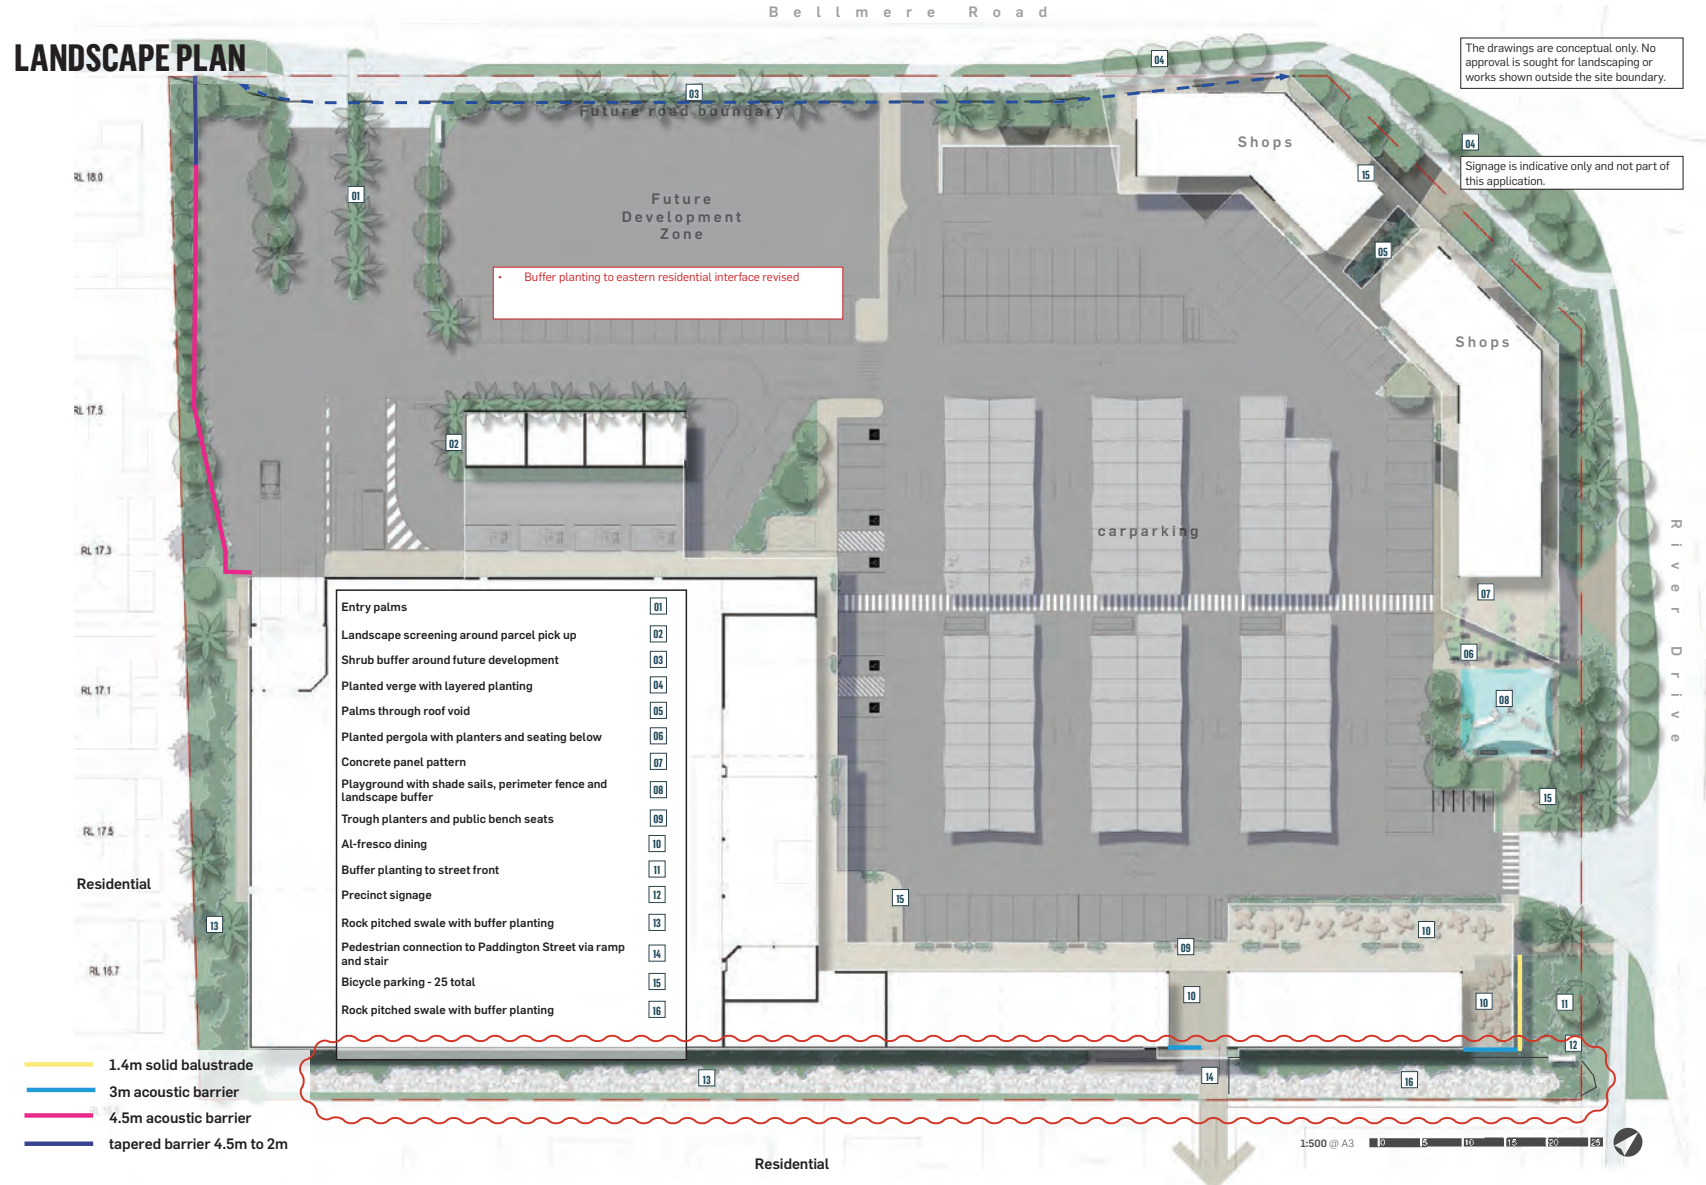 Bellmere Road
LANDSCAPE PLAN
The drawings are conceptual only. No
approval is sought for landscaping or
works shown outside the site boundary.
04
03
Future road boundary
Shops
04
Signage is indicative only and not part of
this application.
RL 18.0
15
01
Future
Development
Zone
05
• Buffer planting to eastern residential interface revised
Shops
RL 17.5
02
carparking
River Drive
RL 17.3
07
06
08
RL 17.1
15
RL 17.5
Residential
13
15
10
09
RL 16.7
10
10
11
12
Entry palms 01
Landscape screening around parcel pick up 02
Shrub buffer around future development 03
Planted verge with layered planting 04
Palms through roof void 05
Planted pergola with planters and seating below 06
Concrete panel pattern 07
Playground with shade sails, perimeter fence and
landscape buffer 08
Trough planters and public bench seats 09
Al-fresco dining 10
Buffer planting to street front 11
Precinct signage 12
Rock pitched swale with buffer planting 13
Pedestrian connection to Paddington Street via ramp
and stair 14
Bicycle parking - 25 total 15
Rock pitched swale with buffer planting 16
13
14
16
1.4m solid balustrade
3m acoustic barrier
4.5m acoustic barrier
tapered barrier 4.5m to 2m
Residential
1:500 @ A3
0 5 10 15 20 25